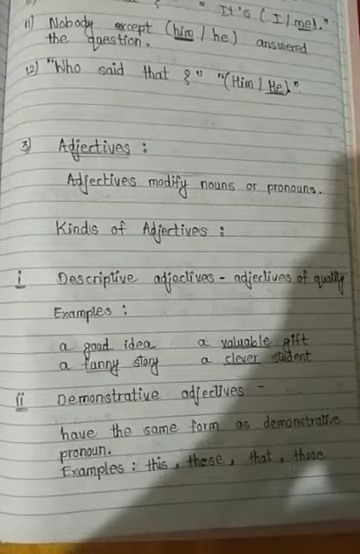 " It's (I / me)."
11) Nobody except (him / he) answered
the question.
12) "Who said that ?" "(Him / He)".
3) Adjectives :
Adjectives modify nouns or pronouns.
Kinds of Adjectives :
i Descriptive adjectives - adjectives of quality
Examples :
a good idea a valuable gift
a funny story a clever student
ii Demonstrative adjectives -
have the same form as demonstrative
pronoun.
Examples : this, these, that, those